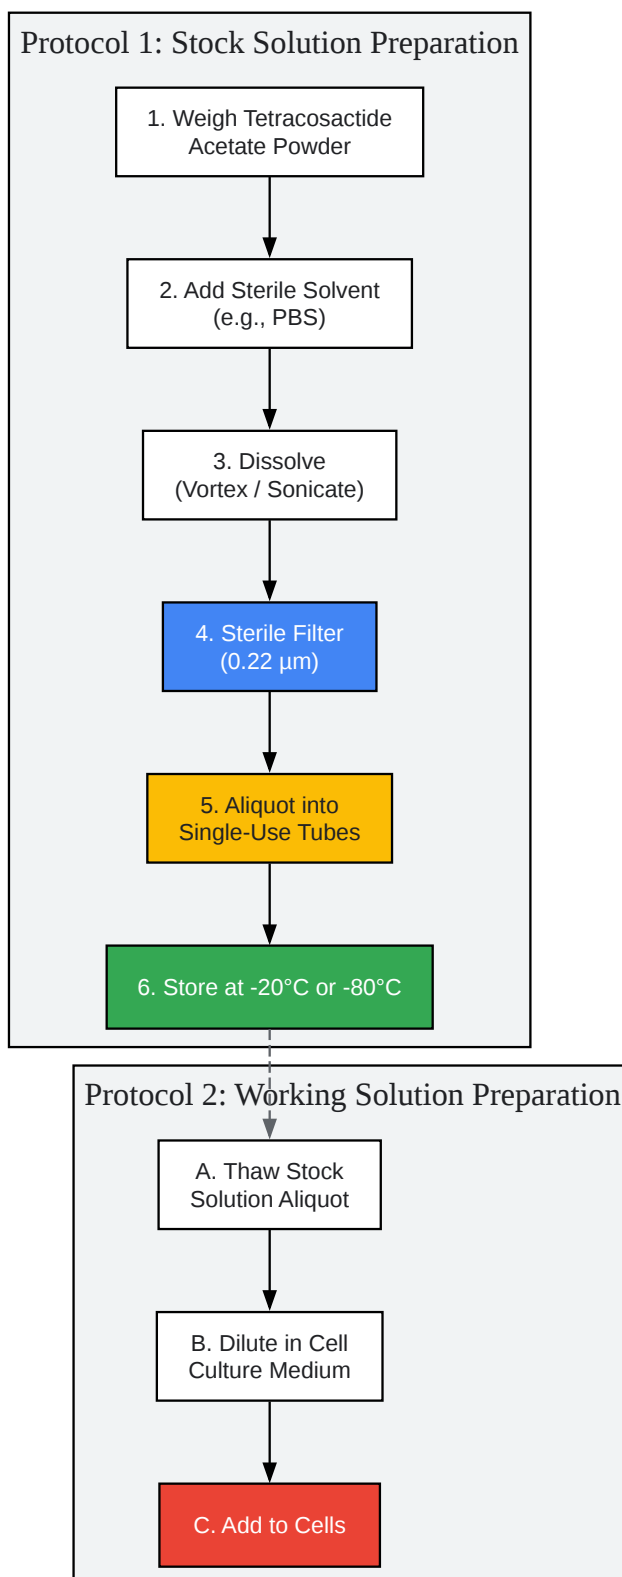 Protocol 1: Stock Solution Preparation
1. Weigh Tetracosactide
Acetate Powder
2. Add Sterile Solvent
(e.g., PBS)
3. Dissolve
(Vortex / Sonicate)
4. Sterile Filter
(0.22 µm)
5. Aliquot into
Single-Use Tubes
6. Store at -20°C or -80°C
Protocol 2: Working Solution Preparation
A. Thaw Stock
Solution Aliquot
B. Dilute in Cell
Culture Medium
C. Add to Cells